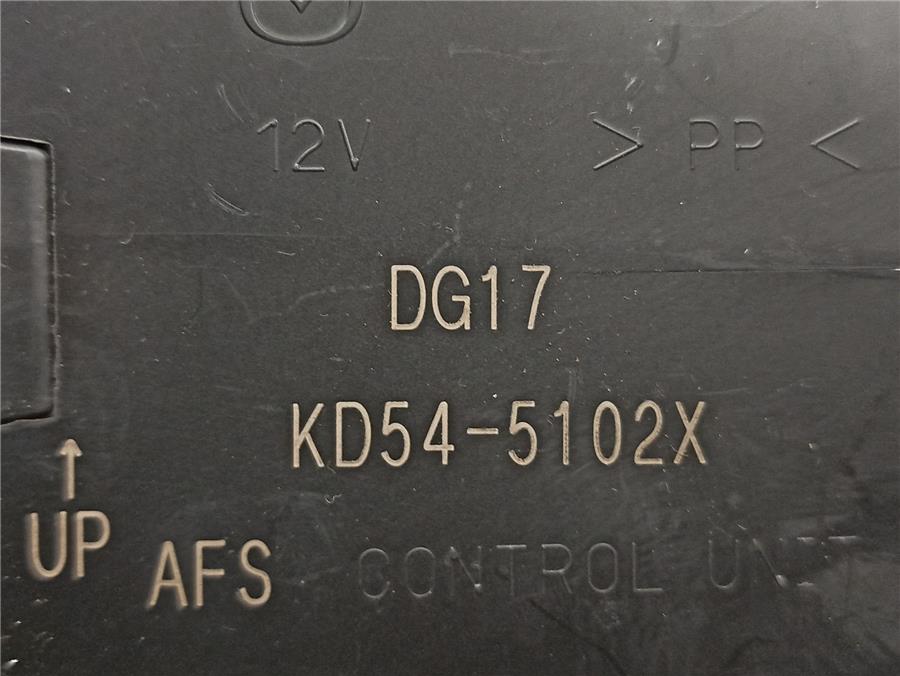 12V > PP <
DG17
KD54-5102X
↑
UP
AFS CONTROL UNIT